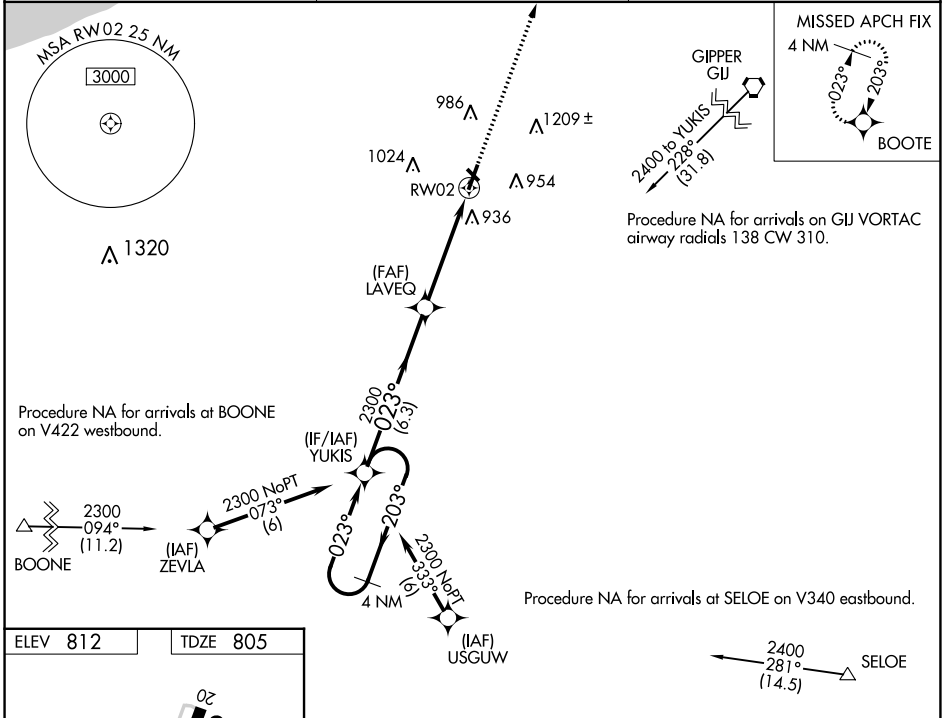 MSA RW02 25 NM
3000
1320
986
1209 ±
1024
RW02
954
936
GIPPER
GIJ
2400 to YUKIS
228°
(31.8)
MISSED APCH FIX
4 NM
023°
203°
BOOTE
Procedure NA for arrivals on GIJ VORTAC
airway radials 138 CW 310.
(FAF)
LAVEQ
2300
023°
(6.3)
Procedure NA for arrivals at BOONE
on V422 westbound.
(IF/IAF)
YUKIS
2300 NoPT
073°
(6)
2300
094°
(11.2)
BOONE
(IAF)
ZEVLA
023°
203°
4 NM
2300 NoPT
333°
(6)
(IAF)
USGUW
Procedure NA for arrivals at SELOE on V340 eastbound.
2400
281°
(14.5)
SELOE
ELEV 812
TDZE 805
20